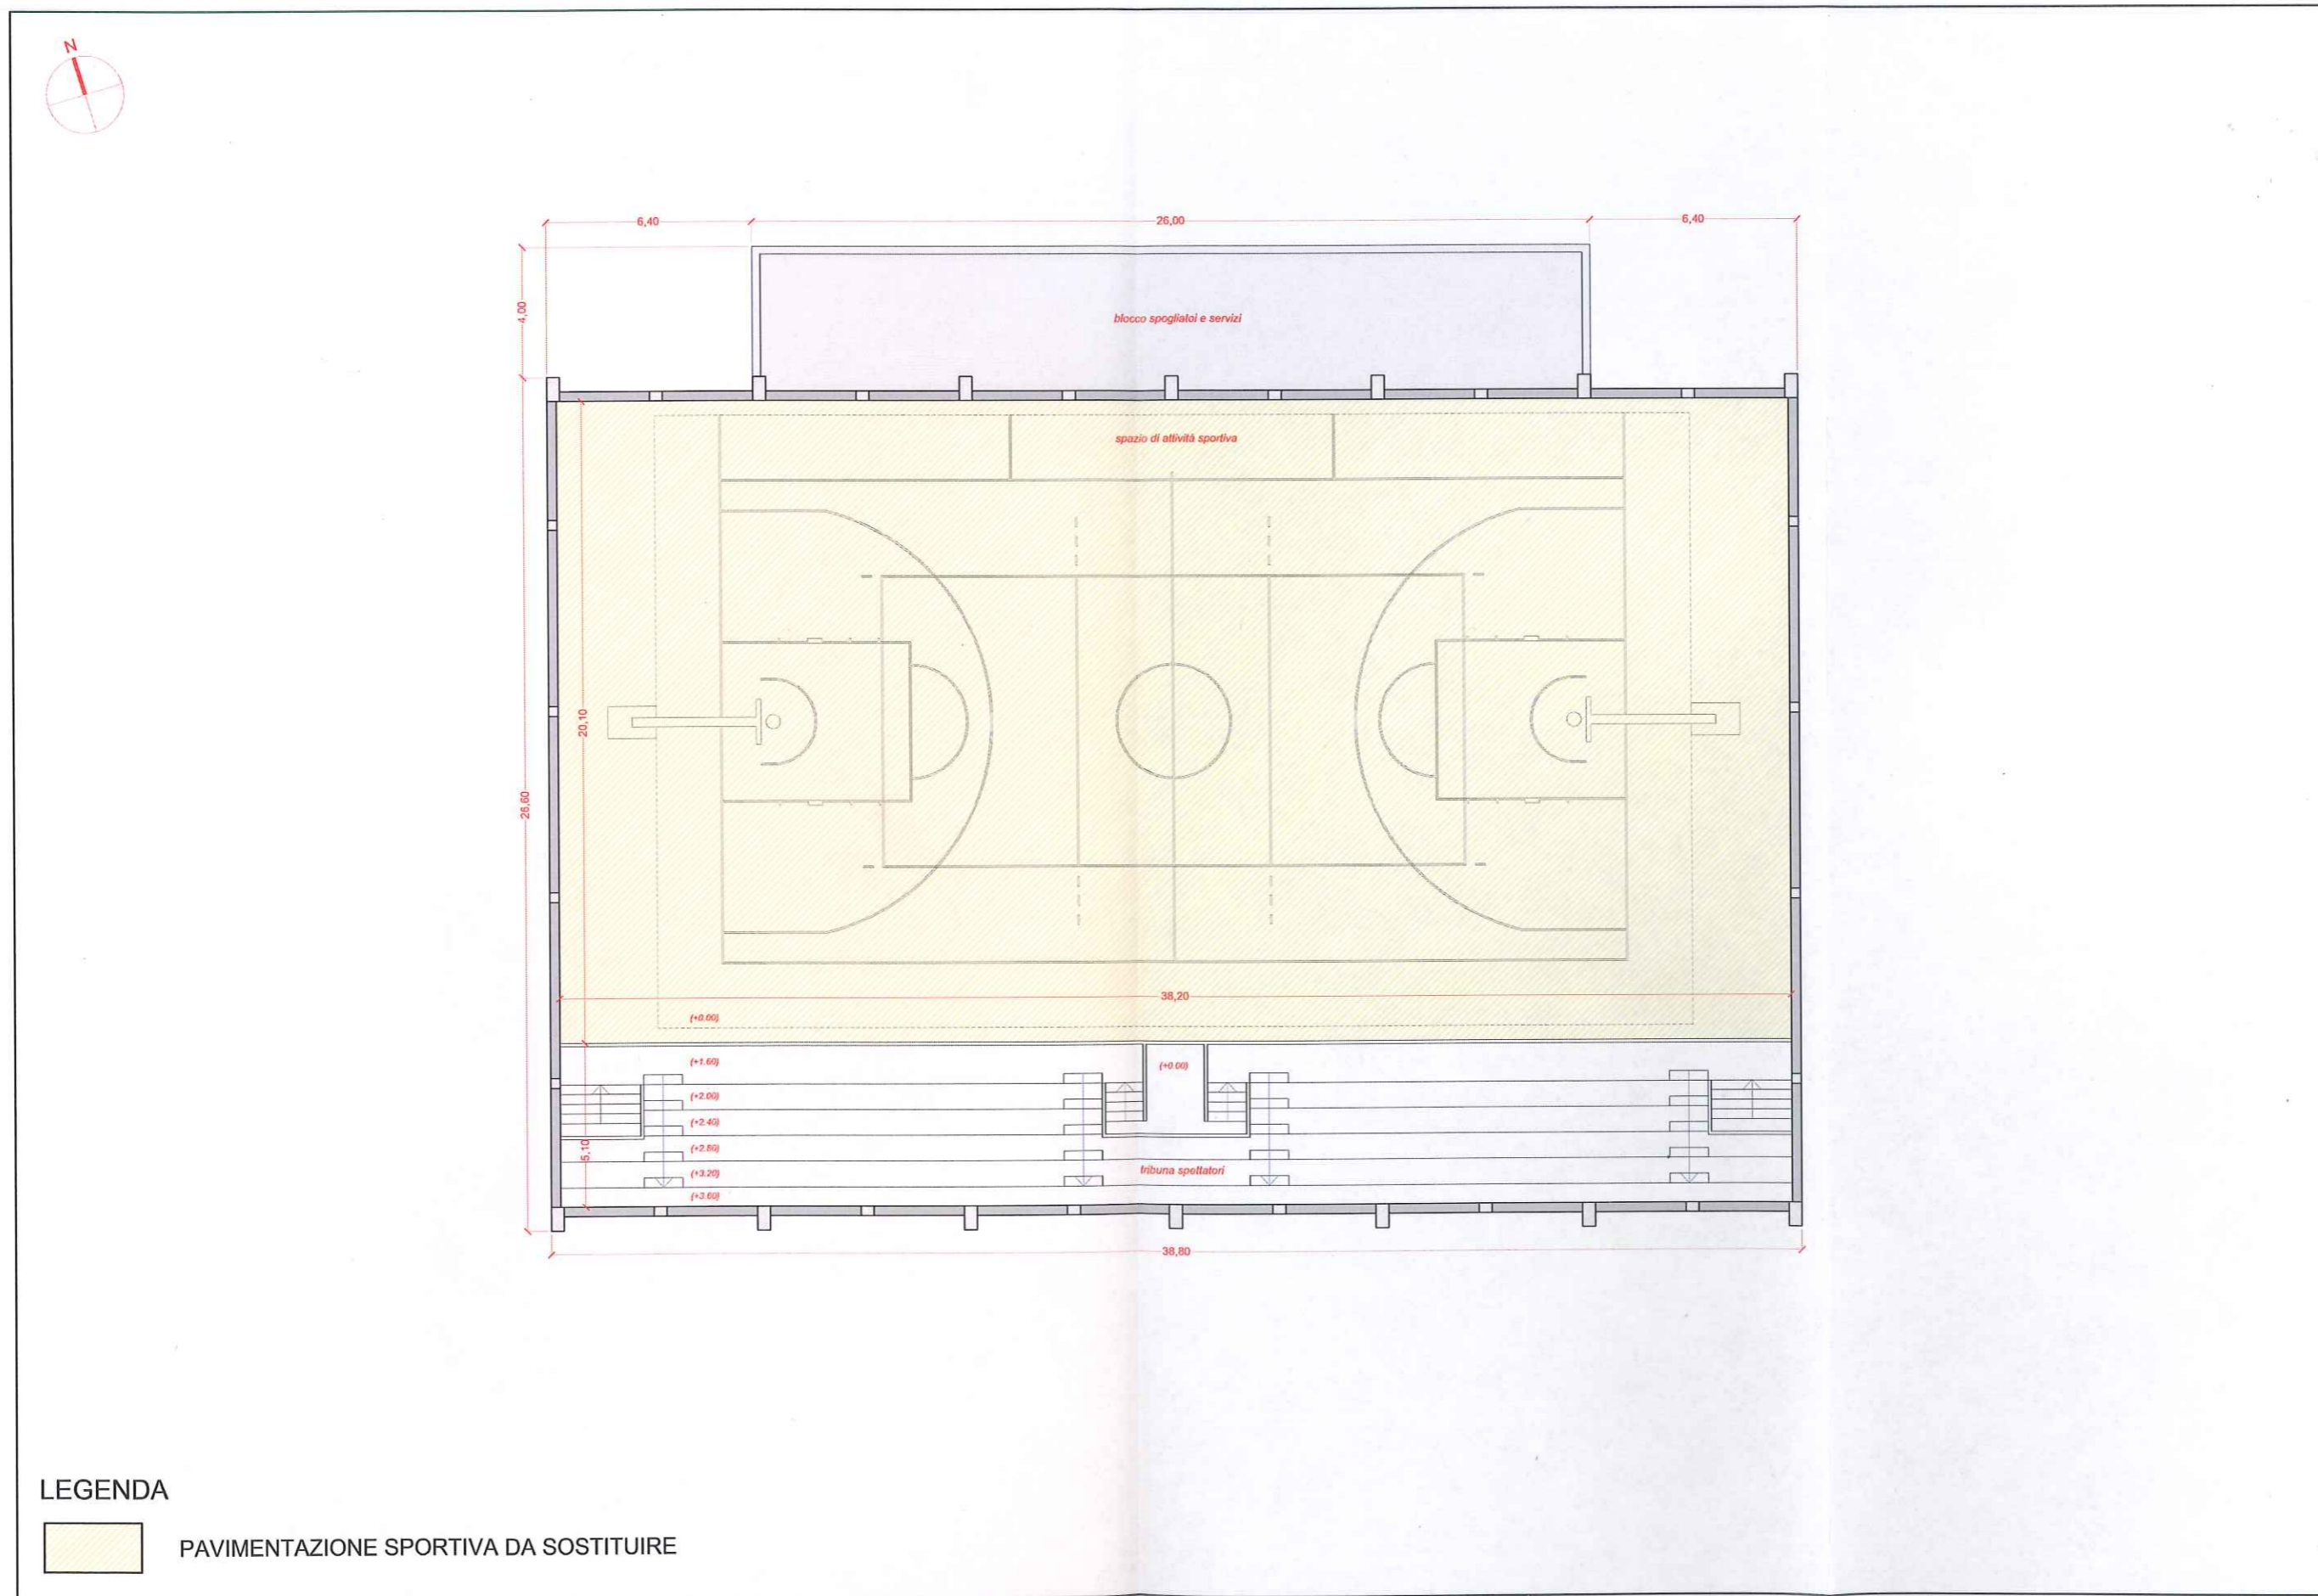 N
6,40
26,00
6,40
4,00
blocco spogliatoi e servizi
spazio di attività sportiva
20,10
26,60
38,20
(+0.00)
(+1.60)
(+0.00)
(+2.00)
(+2.40)
(+2.80)
5,10
(+3.20)
tribuna spettatori
(+3.60)
38,80
LEGENDA
PAVIMENTAZIONE SPORTIVA DA SOSTITUIRE